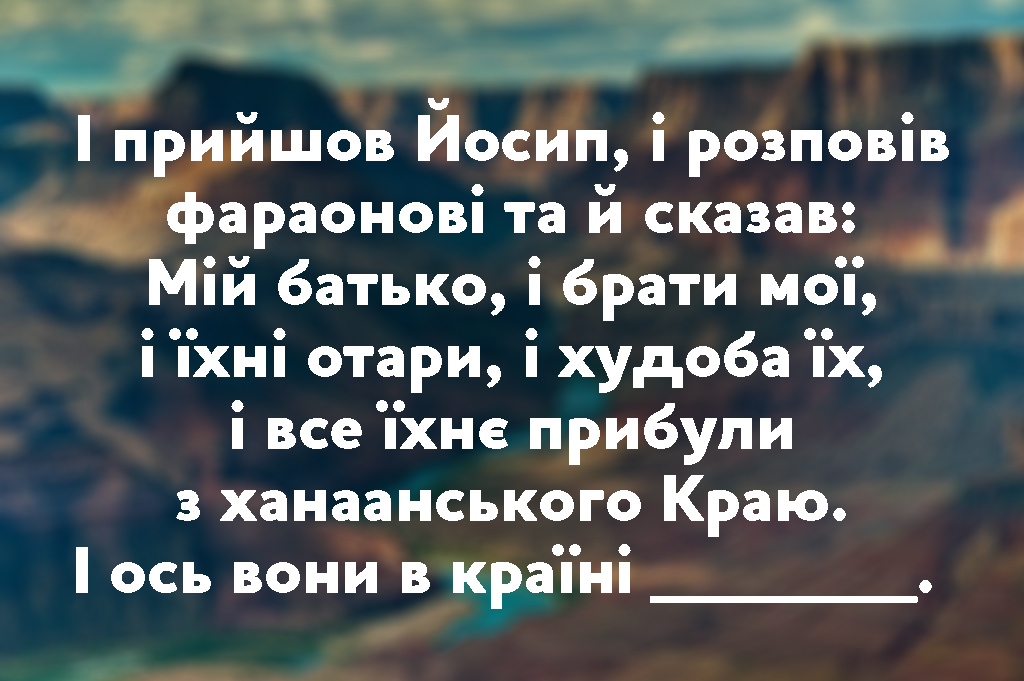 І прийшов Йосип, і розповів
фараонові та й сказав:
Мій батько, і брати мої,
і їхні отари, і худоба їх,
і все їхнє прибули
з ханаанського Краю.
І ось вони в країні ________.